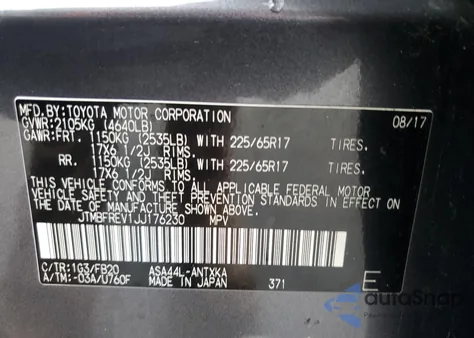 MFD.BY:TOYOTA MOTOR CORPORATION 08/17
GVWR:2105KG (4640LB)
GAWR:FRT. 1150KG (2535LB) WITH 225/65R17 TIRES.
17X6 1/2J RIMS.
RR. 1150KG (2535LB) WITH 225/65R17 TIRES.
17X6 1/2J RIMS.
THIS VEHICLE CONFORMS TO ALL APPLICABLE FEDERAL MOTOR
VEHICLE SAFETY STANDARDS IN EFFECT ON
THE DATE OF MANUFACTURE SHOWN ABOVE.
JTMBFREV1JJ176230 MPV
C/TR:1G3/FB20 ASA44L-ANTXKA
A/TM:-03A/U760F MADE IN JAPAN 371 E
autoSnap